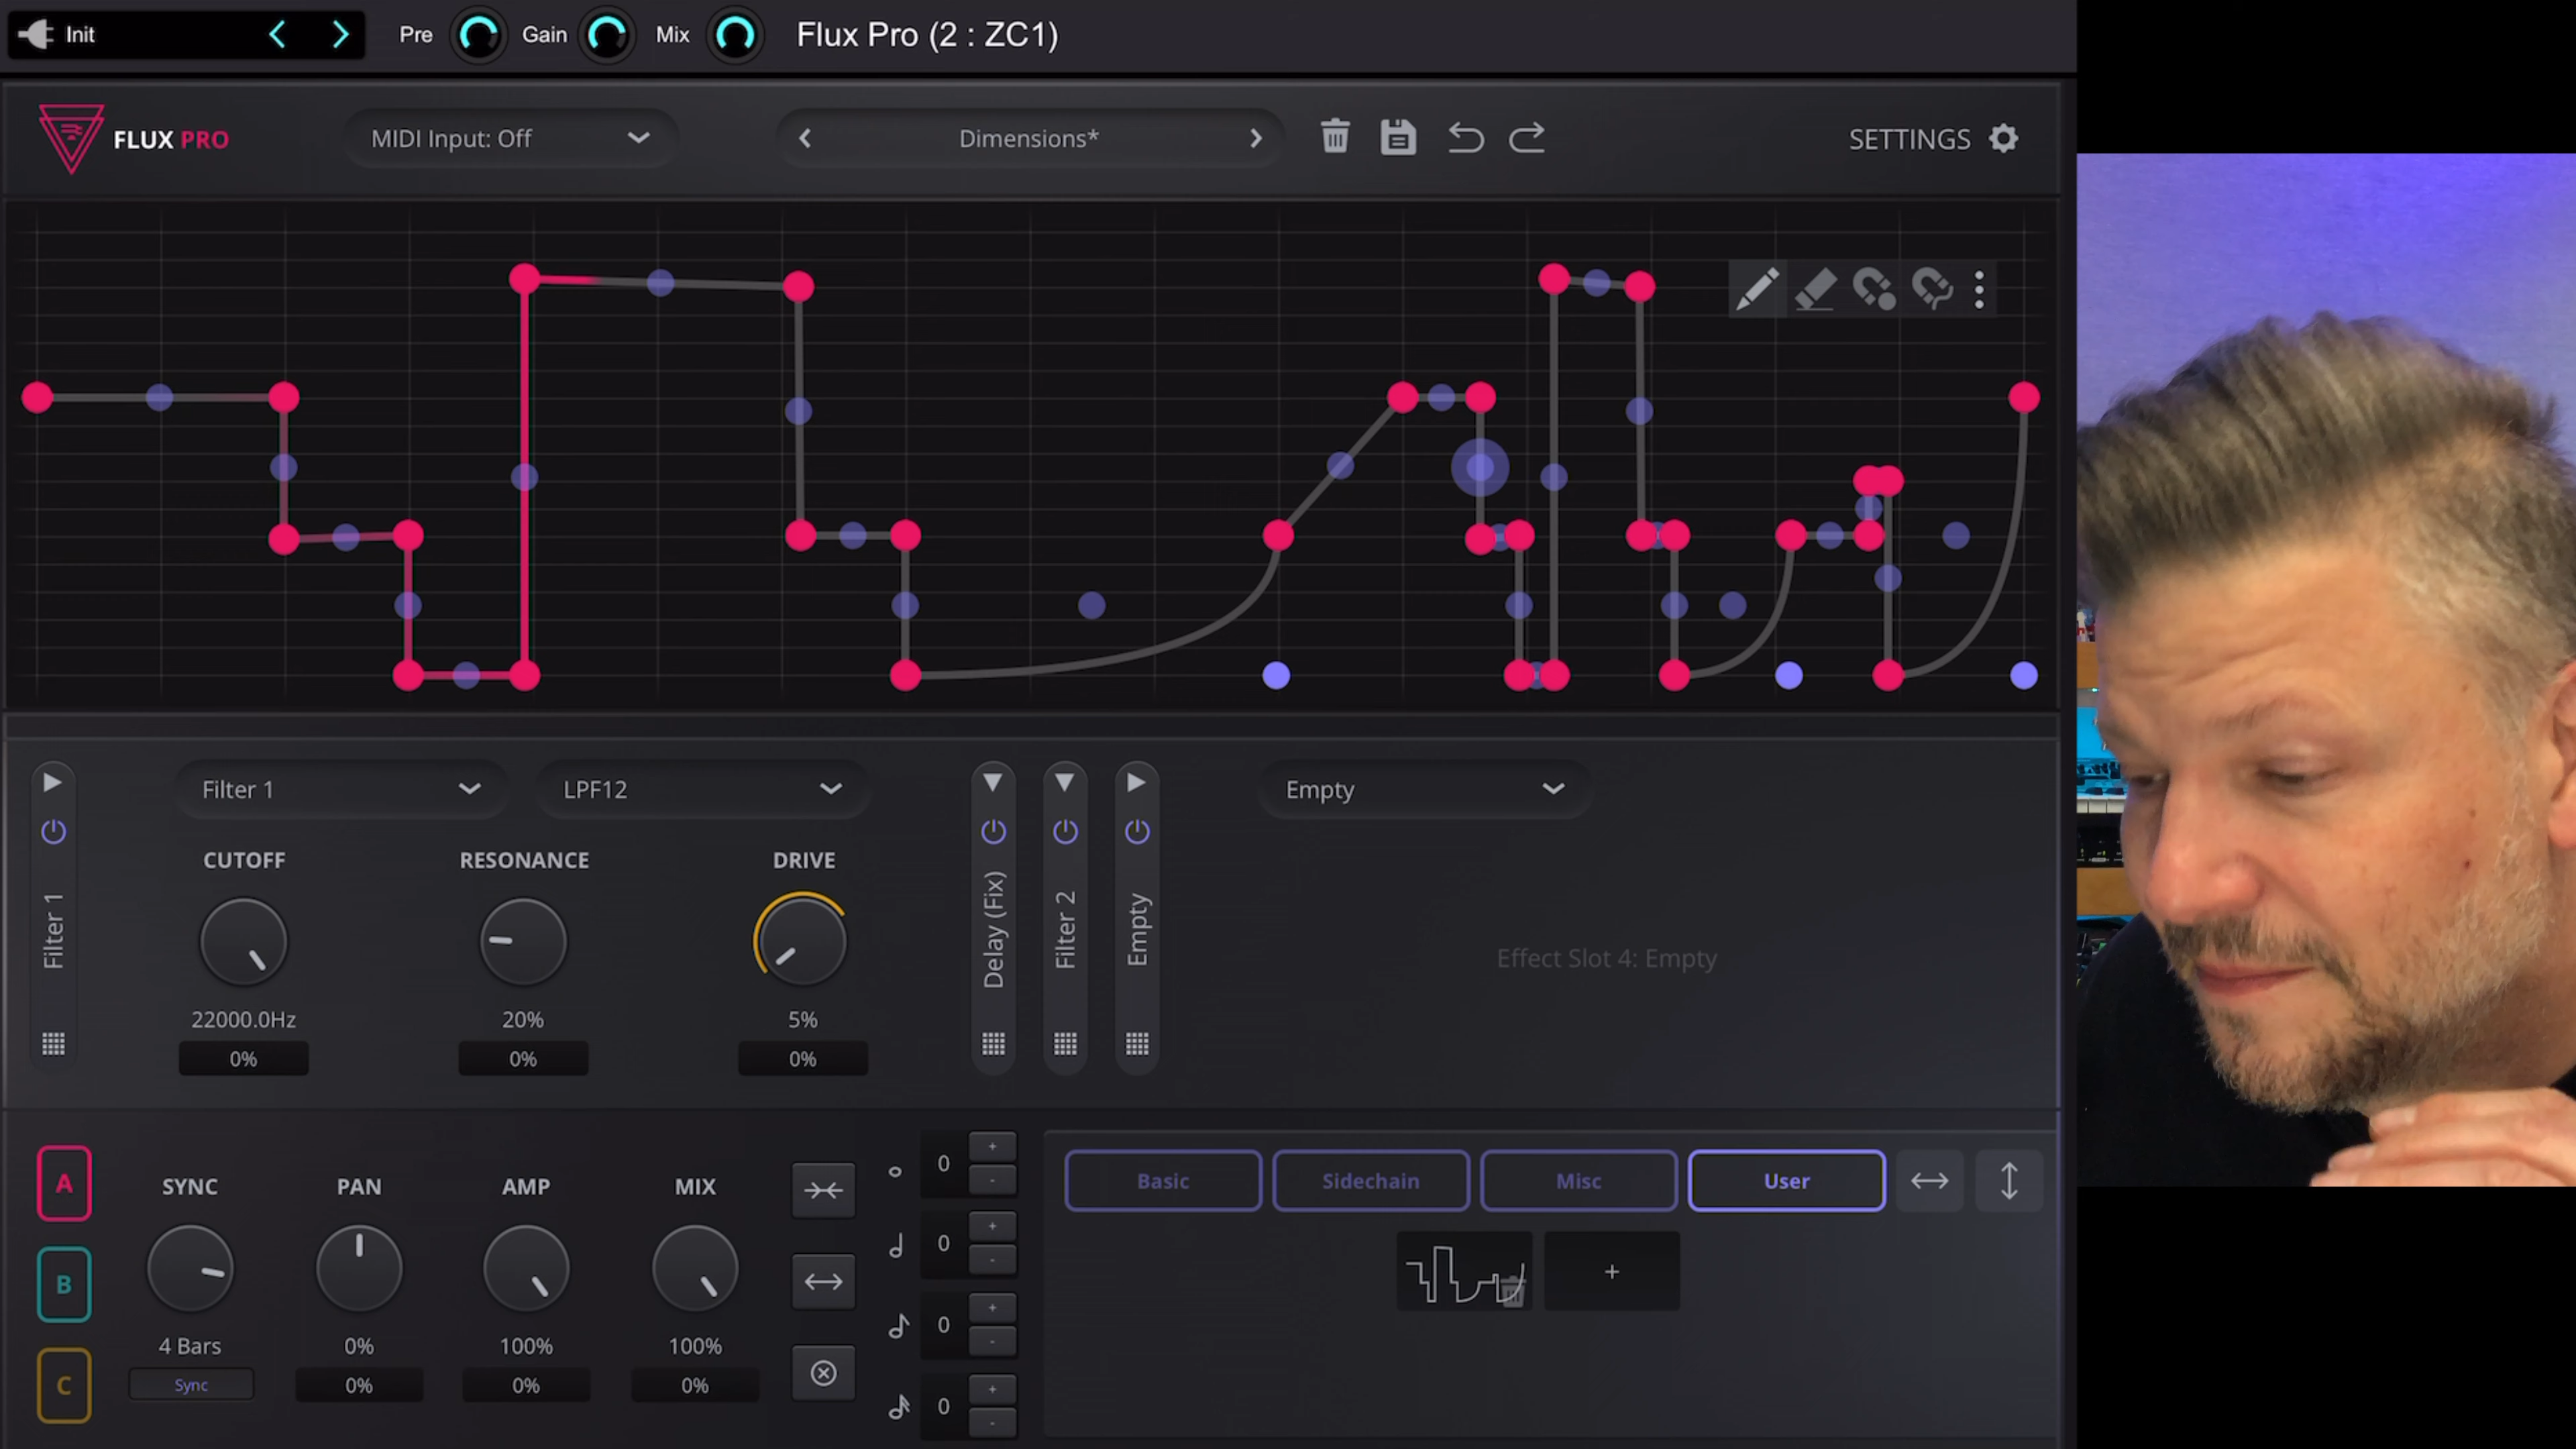 Init
Pre
Gain
Mix
Flux Pro (2 : ZC1)
FLUX PRO
MIDI Input: Off
Dimensions*
SETTINGS
Filter 1
Filter 1
LPF12
CUTOFF
RESONANCE
DRIVE
22000.0Hz
20%
5%
0%
0%
0%
Delay (Fix)
Filter 2
Empty
Empty
Effect Slot 4: Empty
A
B
C
SYNC
PAN
AMP
MIX
4 Bars
0%
100%
100%
Sync
0%
0%
0%
0
+
-
0
+
-
0
+
-
0
+
-
Basic
Sidechain
Misc
User
+